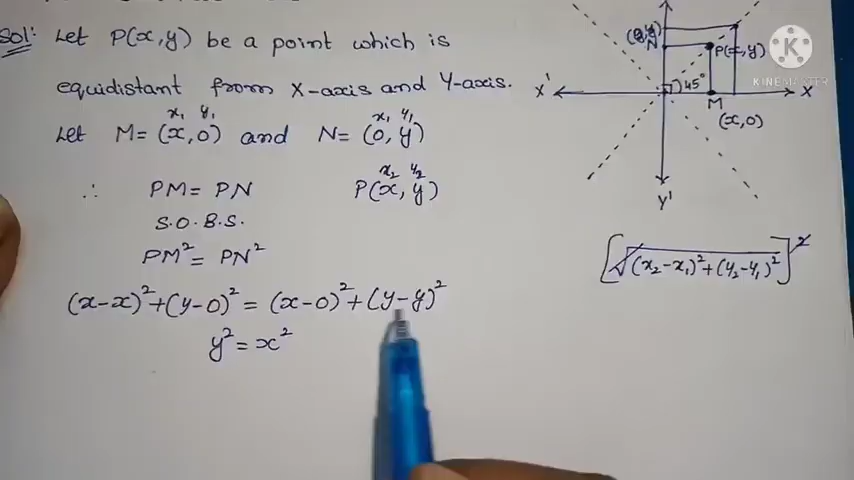 Sol: Let P(x,y) be a point which is
equidistant from X-axis and Y-axis.
x₁ y₁ x₁ y₁
Let M= (x,0) and N= (0,y)
x₂ y₂
∴ PM= PN P(x, y)
S.O.B.S.
PM²= PN²
(x-x)²+(y-0)² = (x-0)²+(y-y)²
y²= x²
N
P(x, y)
45°
X' X
M
(x,0)
Y'
[√(x₂-x₁)²+(y₂-y₁)²]²
K
KINEMASTER